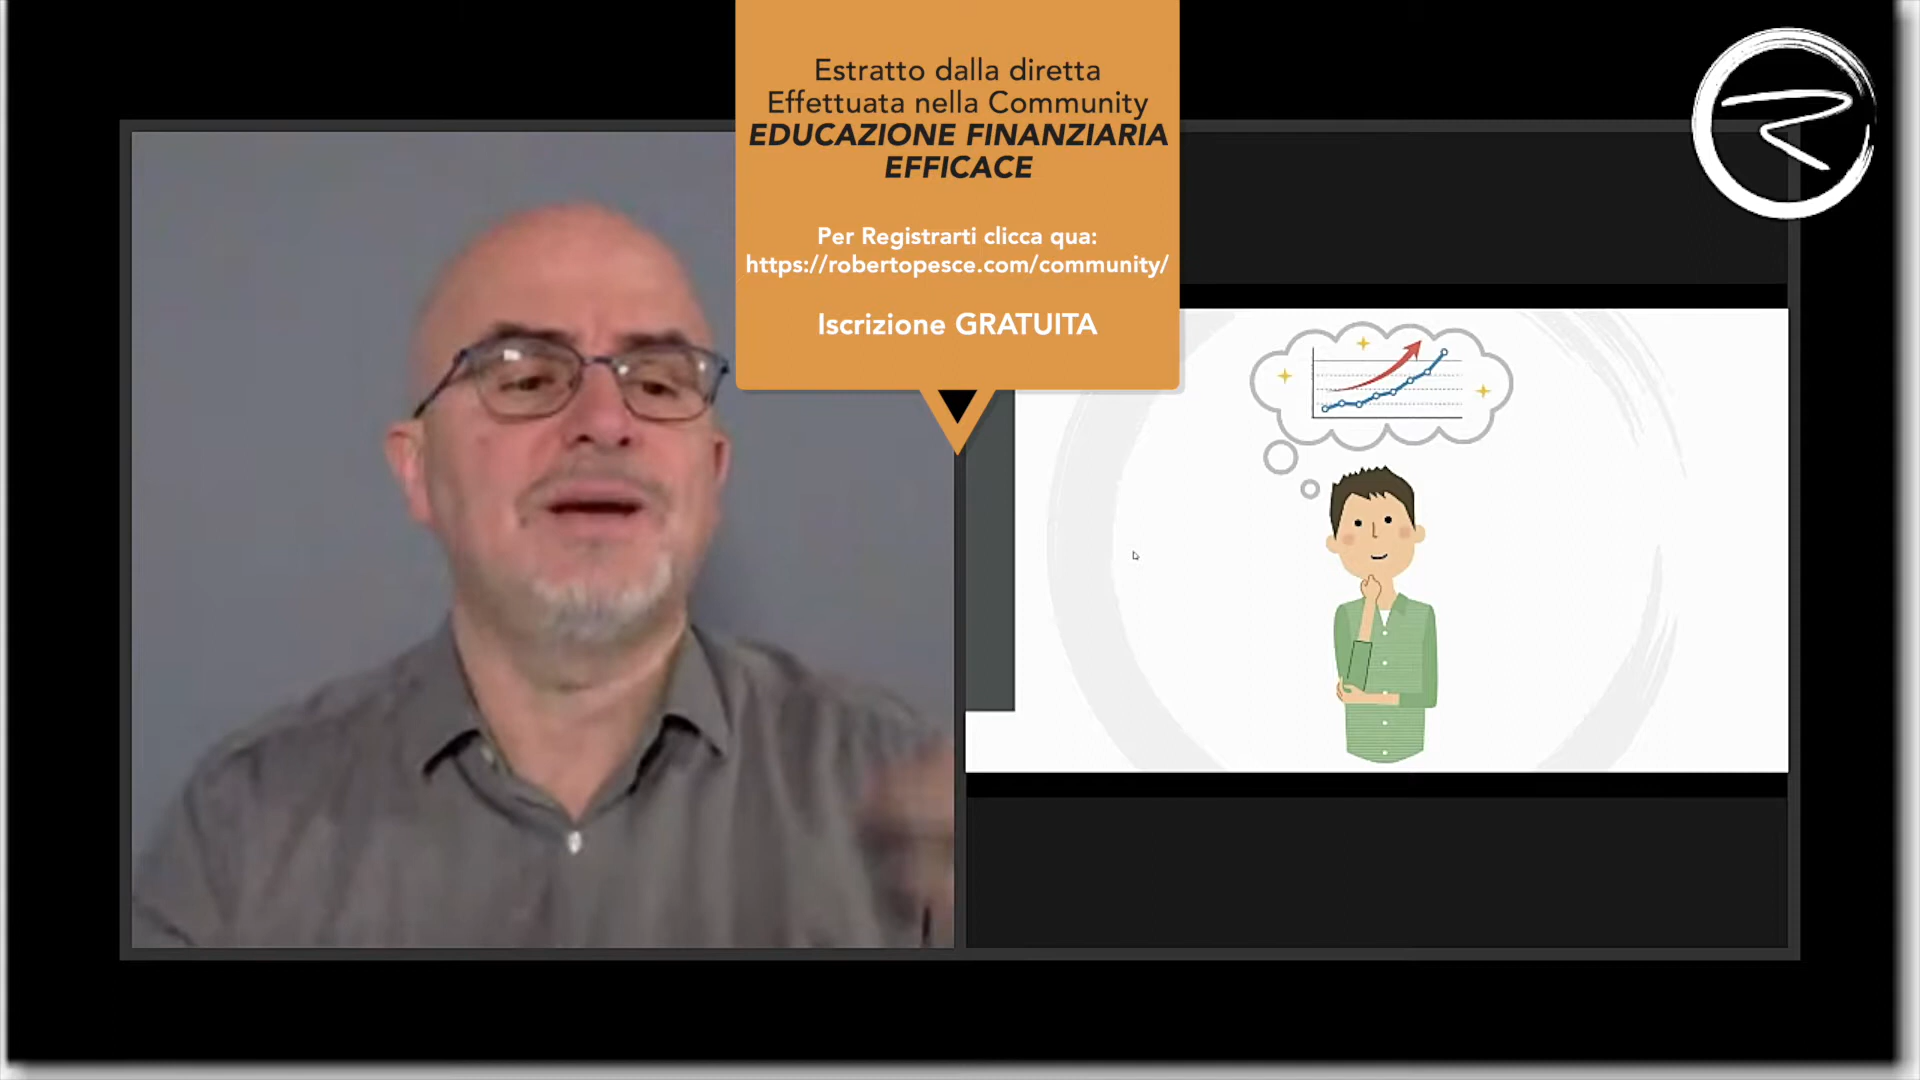 Estratto dalla diretta
Effettuata nella Community
EDUCAZIONE FINANZIARIA
EFFICACE
Per Registrarti clicca qua:
https://robertopesce.com/community/
Iscrizione GRATUITA